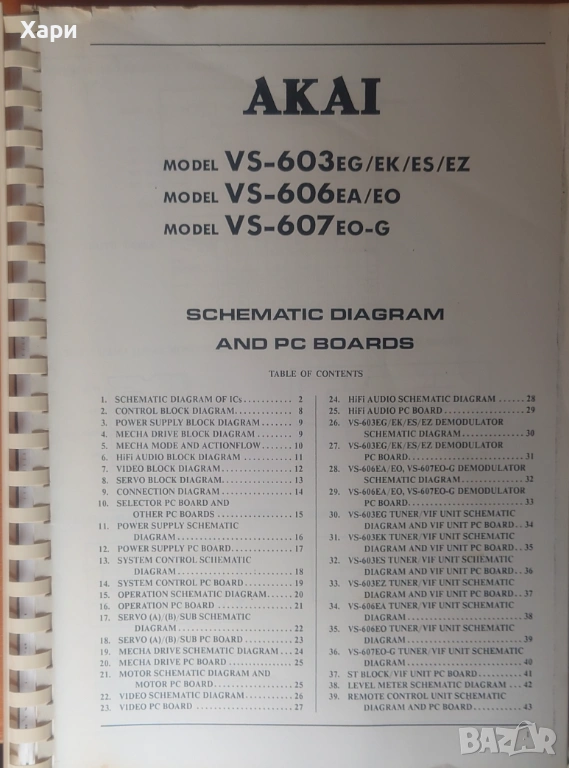 Хари
AKAI
MODEL VS-603EG/EK/ES/EZ
MODEL VS-606EA/EO
MODEL VS-607EO-G
SCHEMATIC DIAGRAM
AND PC BOARDS
TABLE OF CONTENTS
1. SCHEMATIC DIAGRAM OF ICs........... 2
2. CONTROL BLOCK DIAGRAM............ 8
3. POWER SUPPLY BLOCK DIAGRAM....... 9
4. MECHA DRIVE BLOCK DIAGRAM ........ 9
5. MECHA MODE AND ACTIONFLOW....... 10
6. HiFi AUDIO BLOCK DIAGRAM .......... 11
7. VIDEO BLOCK DIAGRAM .............. 12
8. SERVO BLOCK DIAGRAM............... 13
9. CONNECTION DIAGRAM .............. 14
10. SELECTOR PC BOARD AND
OTHER PC BOARDS ................ 15
11. POWER SUPPLY SCHEMATIC
DIAGRAM........................ 16
12. POWER SUPPLY PC BOARD............. 17
13. SYSTEM CONTROL SCHEMATIC
DIAGRAM........................ 18
14. SYSTEM CONTROL PC BOARD .......... 19
15. OPERATION SCHEMATIC DIAGRAM...... 20
16. OPERATION PC BOARD ............... 21
17. SERVO (A)/(B) SUB SCHEMATIC
DIAGRAM........................ 22
18. SERVO (A)/(B) SUB PC BOARD ......... 23
19. MECHA DRIVE SCHEMATIC DIAGRAM ... 24
20. MECHA DRIVE PC BOARD ............. 25
21. MOTOR SCHEMATIC DIAGRAM AND
MOTOR PC BOARD................. 25
22. VIDEO SCHEMATIC DIAGRAM .......... 26
23. VIDEO PC BOARD .................... 27
24. HiFi AUDIO SCHEMATIC DIAGRAM ...... 28
25. HiFi AUDIO PC BOARD ............... 29
26. VS-603EG/EK/ES/EZ DEMODULATOR
SCHEMATIC DIAGRAM ............. 30
27. VS-603EG/EK/ES/EZ DEMODULATOR
PC BOARD....................... 31
28. VS-606EA/EO, VS-607EO-G DEMODULATOR
SCHEMATIC DIAGRAM ............. 32
29. VS-606EA/EO, VS-607EO-G DEMODULATOR
PC BOARD....................... 33
30. VS-603EG TUNER/VIF UNIT SCHEMATIC
DIAGRAM AND VIF UNIT PC BOARD .. 34
31. VS-603EK TUNER/VIF UNIT SCHEMATIC
DIAGRAM AND VIF UNIT PC BOARD... 35
32. VS-603ES TUNER/VIF UNIT SCHEMATIC
DIAGRAM AND VIF UNIT PC BOARD... 36
33. VS-603EZ TUNER/VIF UNIT SCHEMATIC
DIAGRAM AND VIF UNIT PC BOARD... 37
34. VS-606EA TUNER/VIF UNIT SCHEMATIC
DIAGRAM........................ 38
35. VS-606EO TUNER/VIF UNIT SCHEMATIC
DIAGRAM........................ 39
36. VS-607EO-G TUNER/VIF UNIT SCHEMATIC
DIAGRAM........................ 40
37. ST BLOCK/VIF UNIT PC BOARD......... 41
38. LEVEL METER SCHEMATIC DIAGRAM .... 42
39. REMOTE CONTROL UNIT SCHEMATIC
DIAGRAM AND PC BOARD .......... 43
BAZAR